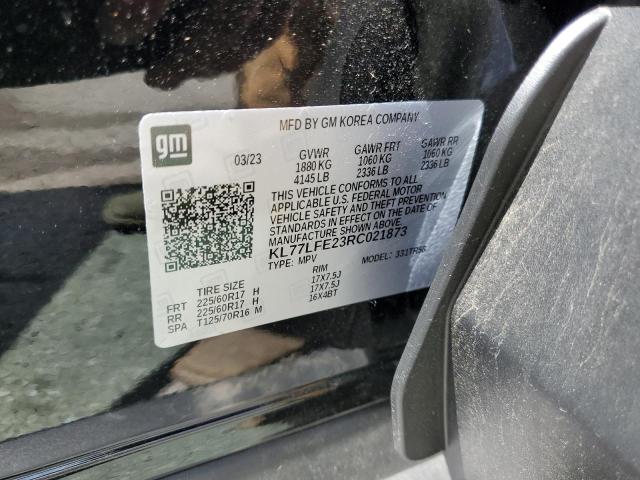 gm
MFD BY GM KOREA COMPANY
03/23 GVWR GAWR FRT GAWR RR
1880 KG 1060 KG 1060 KG
4145 LB 2336 LB 2336 LB
THIS VEHICLE CONFORMS TO ALL
APPLICABLE U.S. FEDERAL MOTOR
VEHICLE SAFETY AND THEFT PREVENTION
STANDARDS IN EFFECT ON THE DATE OF
MANUFACTURE SHOWN ABOVE.
KL77LFE23RC021873
TYPE: MPV MODEL:
TIRE SIZE RIM
FRT 225/60R17 H 17X7.5J
RR 225/60R17 H 17X7.5J
SPA T125/70R16 M 16X4BT